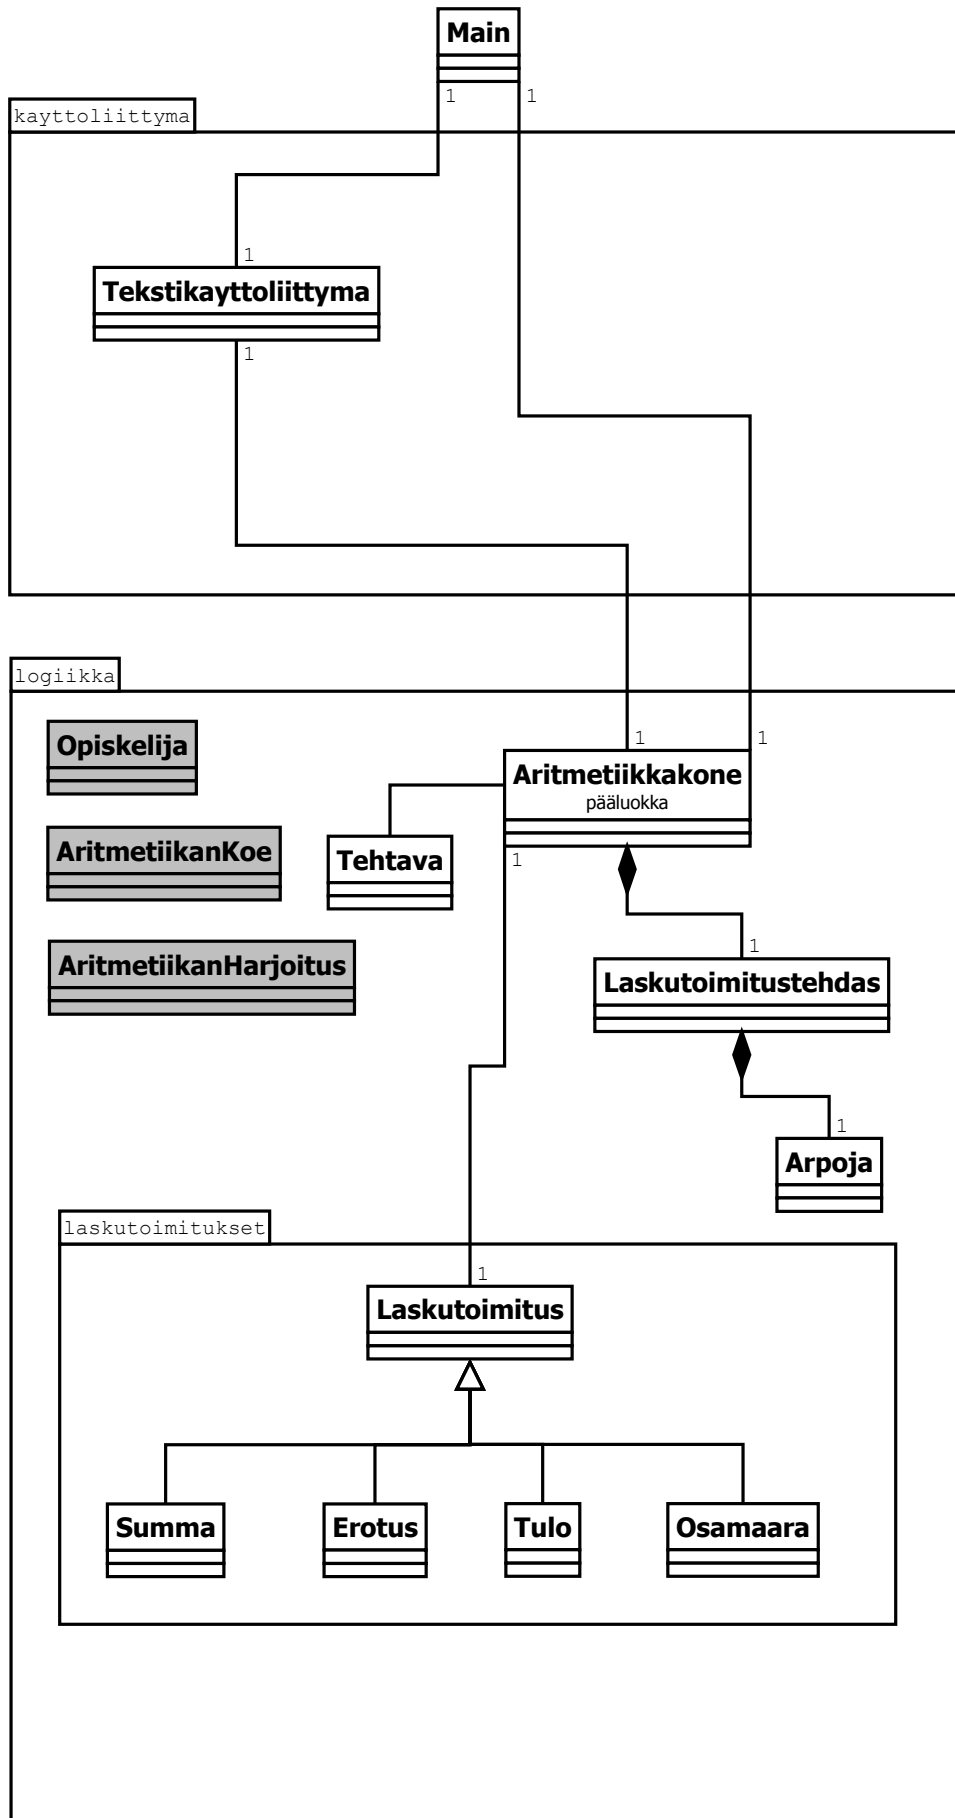 Main
1
1
kayttoliittyma
1
Tekstikayttoliittyma
1
logiikka
Opiskelija
1
1
Aritmetiikkakone
pääluokka
AritmetiikanKoe
Tehtava
1
AritmetiikanHarjoitus
1
Laskutoimitustehdas
1
Arpoja
laskutoimitukset
1
Laskutoimitus
Summa
Erotus
Tulo
Osamaara